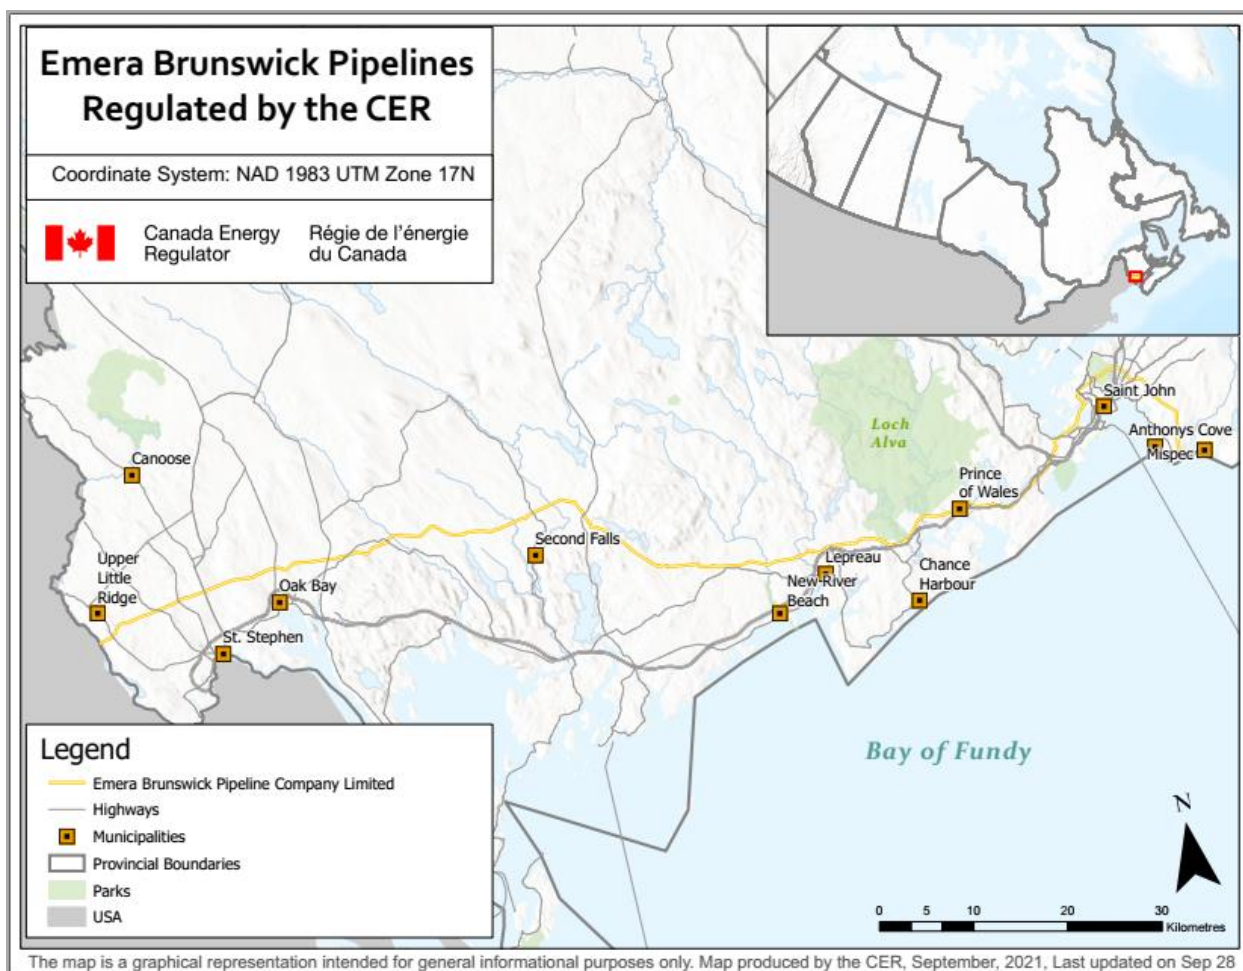 Emera Brunswick Pipelines
Regulated by the CER
Coordinate System: NAD 1983 UTM Zone 17N
Canada Energy
Regulator
Régie de l'énergie
du Canada
Loch
Alva
Saint John
Anthonys Cove
Mispec
Canoose
Prince
of Wales
Second Falls
Upper
Little
Ridge
Oak Bay
Lepreau
Chance
Harbour
New River
Beach
St. Stephen
Bay of Fundy
Legend
Emera Brunswick Pipeline Company Limited
Highways
Municipalities
Provincial Boundaries
Parks
USA
N
0 5 10 20 30
Kilometres
The map is a graphical representation intended for general informational purposes only. Map produced by the CER, September, 2021, Last updated on Sep 28